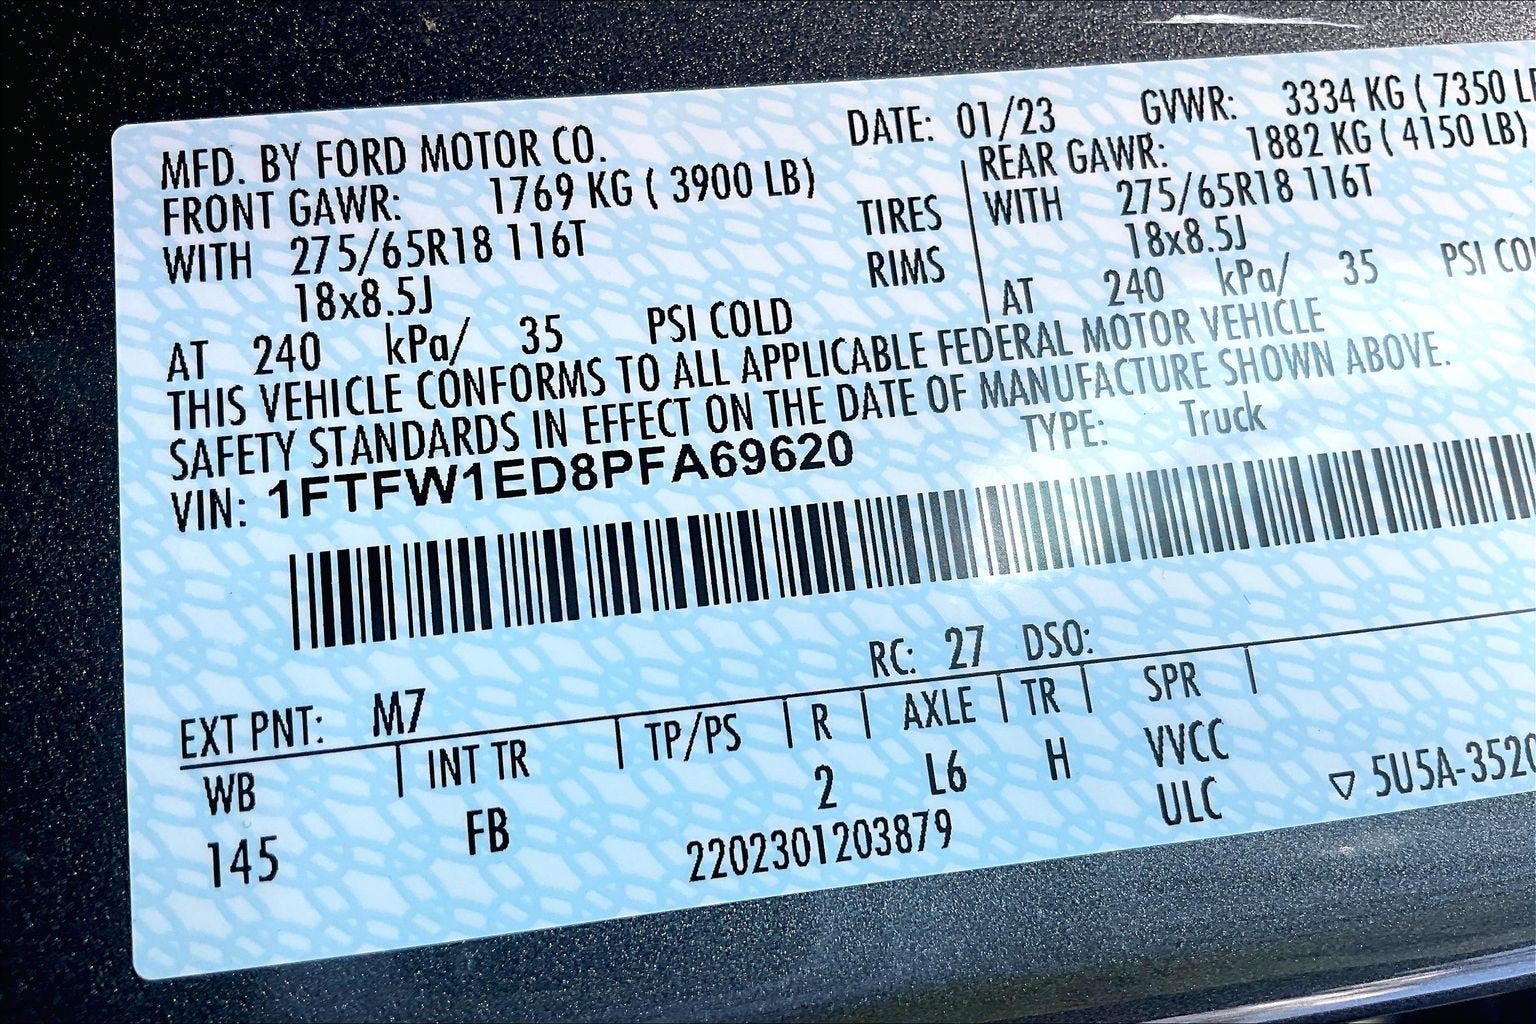 MFD. BY FORD MOTOR CO. DATE: 01/23 GVWR: 3334 KG ( 7350 L
FRONT GAWR: 1769 KG ( 3900 LB) REAR GAWR: 1882 KG ( 4150 LB)
WITH 275/65R18 116T TIRES WITH 275/65R18 116T
18x8.5J RIMS 18x8.5J
AT 240 kPa/ 35 PSI COLD AT 240 kPa/ 35 PSI CO
THIS VEHICLE CONFORMS TO ALL APPLICABLE FEDERAL MOTOR VEHICLE
SAFETY STANDARDS IN EFFECT ON THE DATE OF MANUFACTURE SHOWN ABOVE.
VIN: 1FTFW1ED8PFA69620 TYPE: Truck
RC: 27 DSO:
EXT PNT: M7
WB INT TR TP/PS R AXLE TR SPR
145 FB 2 L6 H VVCC
2202301203879 ULC ▽ 5U5A-3520